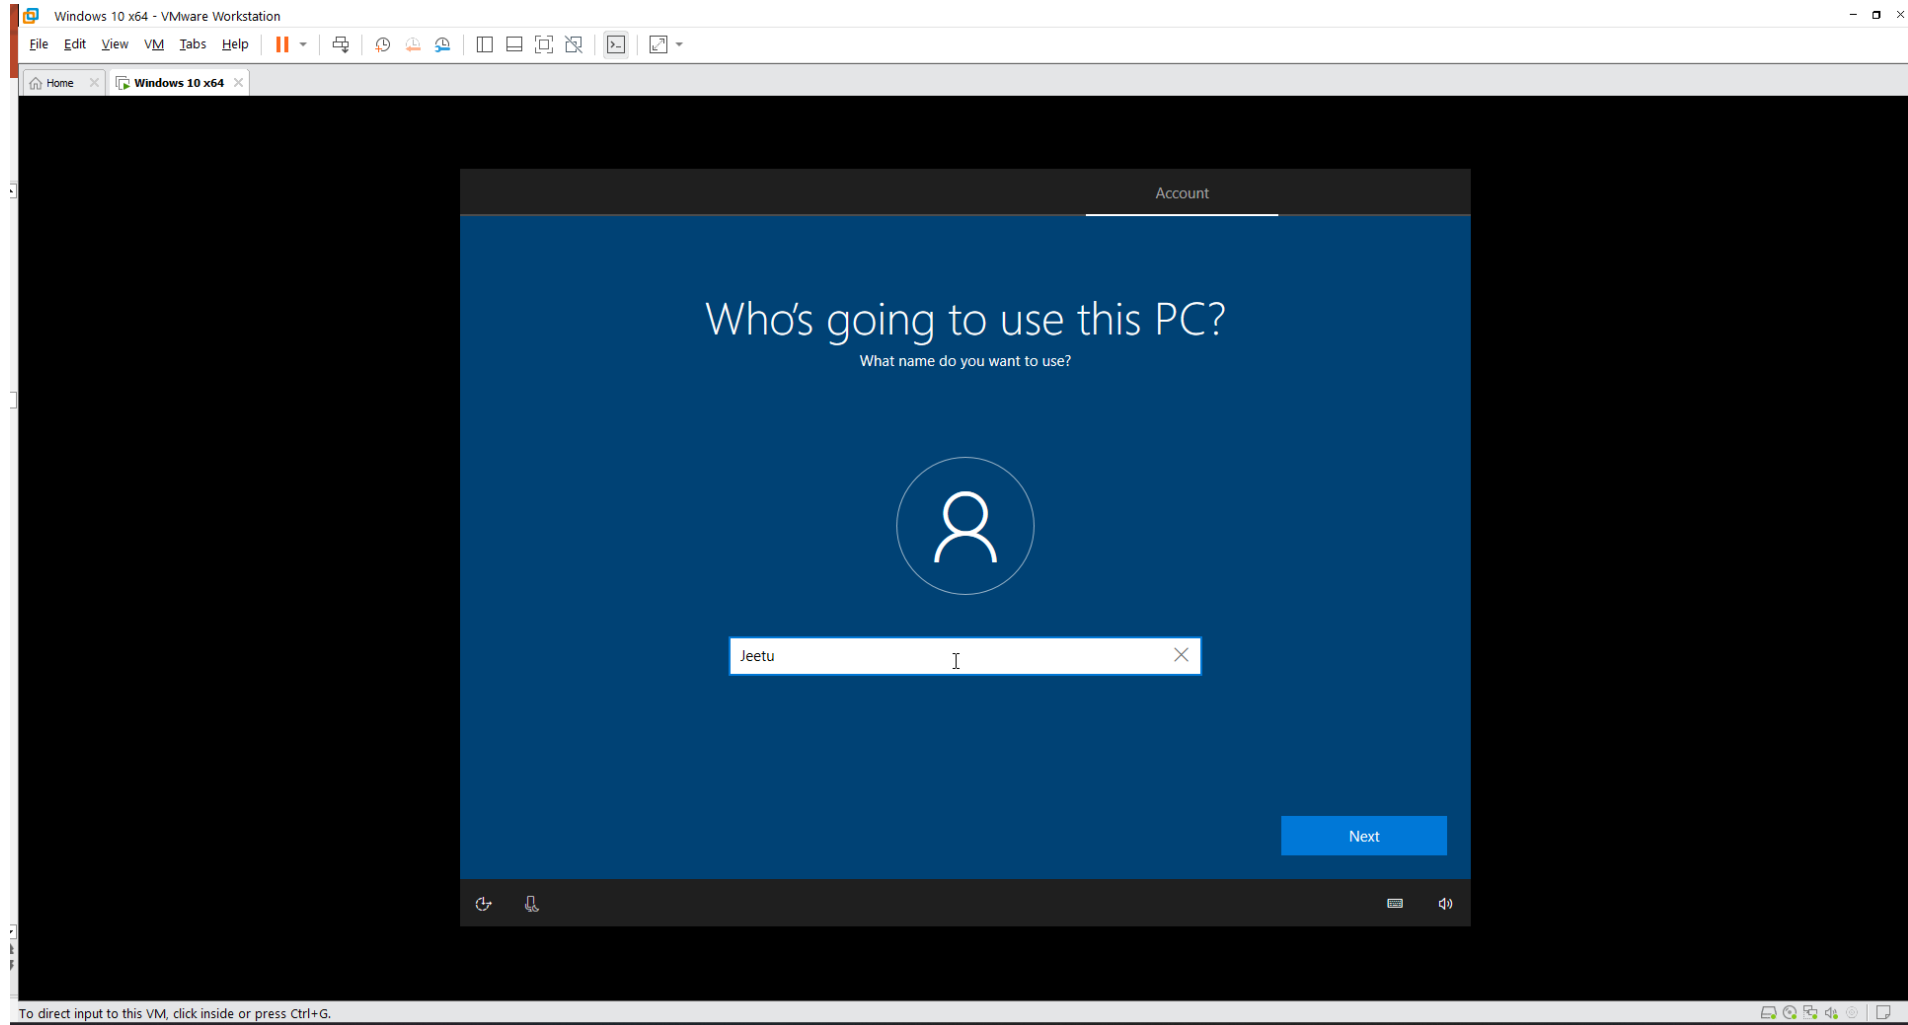 Windows 10 x64 - VMware Workstation
File Edit View VM Tabs Help
Home Windows 10 x64
Account
Who's going to use this PC?
What name do you want to use?
Jeetu
Next
To direct input to this VM, click inside or press Ctrl+G.